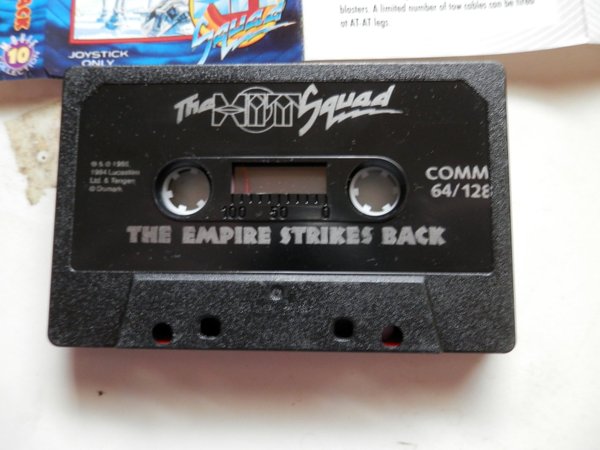 JOYSTICK
ONLY
10
blasters. A limited number of tow cables can be fired
at AT-AT legs.
The HIT Squad
1984 Lucasfilm
Ltd. & Tengen.
© Domark.
COMM
64/128
100 50 0
THE EMPIRE STRIKES BACK